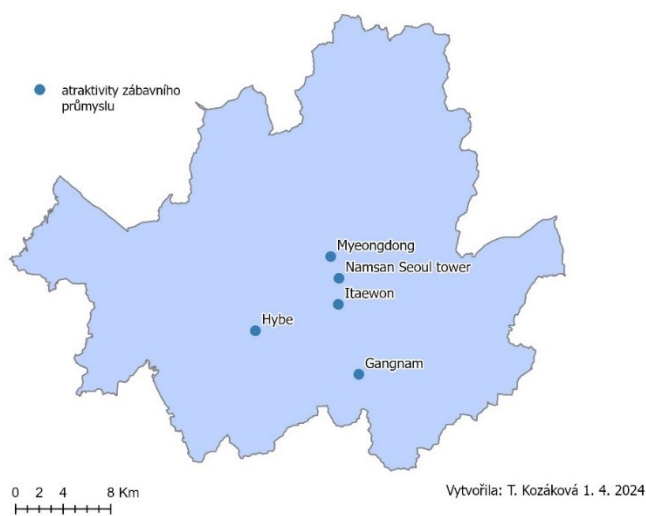 atraktivity zábavního
průmyslu
Myeongdong
Namsan Seoul tower
Itaewon
Hybe
Gangnam
0 2 4 8 Km
Vytvořila: T. Kozáková 1. 4. 2024